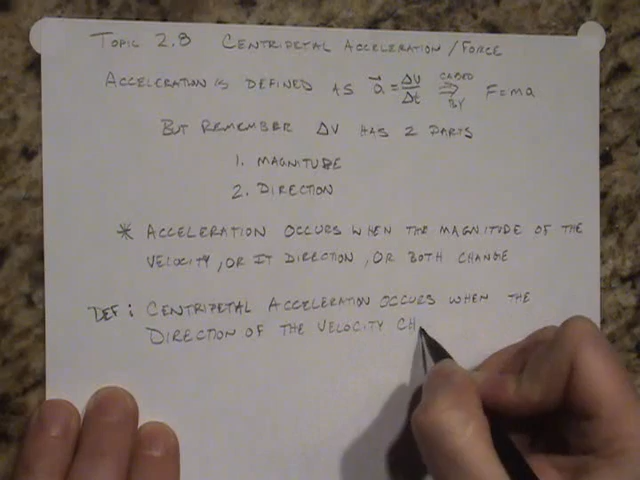 TOPIC 2.8 CENTRIPETAL ACCELERATION/FORCE
ACCELERATION IS DEFINED AS a⃗ = ΔV/Δt CAUSED ⇒ BY F=ma
BUT REMEMBER ΔV HAS 2 PARTS
1. MAGNITUDE
2. DIRECTION
* ACCELERATION OCCURS WHEN THE MAGNITUDE OF THE
VELOCITY, OR IT DIRECTION, OR BOTH CHANGE
DEF: CENTRIPETAL ACCELERATION OCCURS WHEN THE
DIRECTION OF THE VELOCITY CH